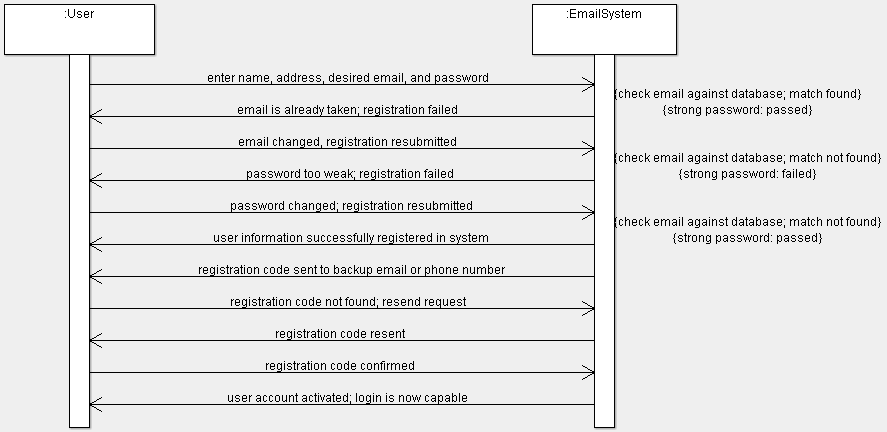 :User
:EmailSystem
enter name, address, desired email, and password
{check email against database; match found}
{strong password: passed}
email is already taken; registration failed
email changed, registration resubmitted
{check email against database; match not found}
{strong password: failed}
password too weak; registration failed
password changed; registration resubmitted
{check email against database; match not found}
{strong password: passed}
user information successfully registered in system
registration code sent to backup email or phone number
registration code not found; resend request
registration code resent
registration code confirmed
user account activated; login is now capable